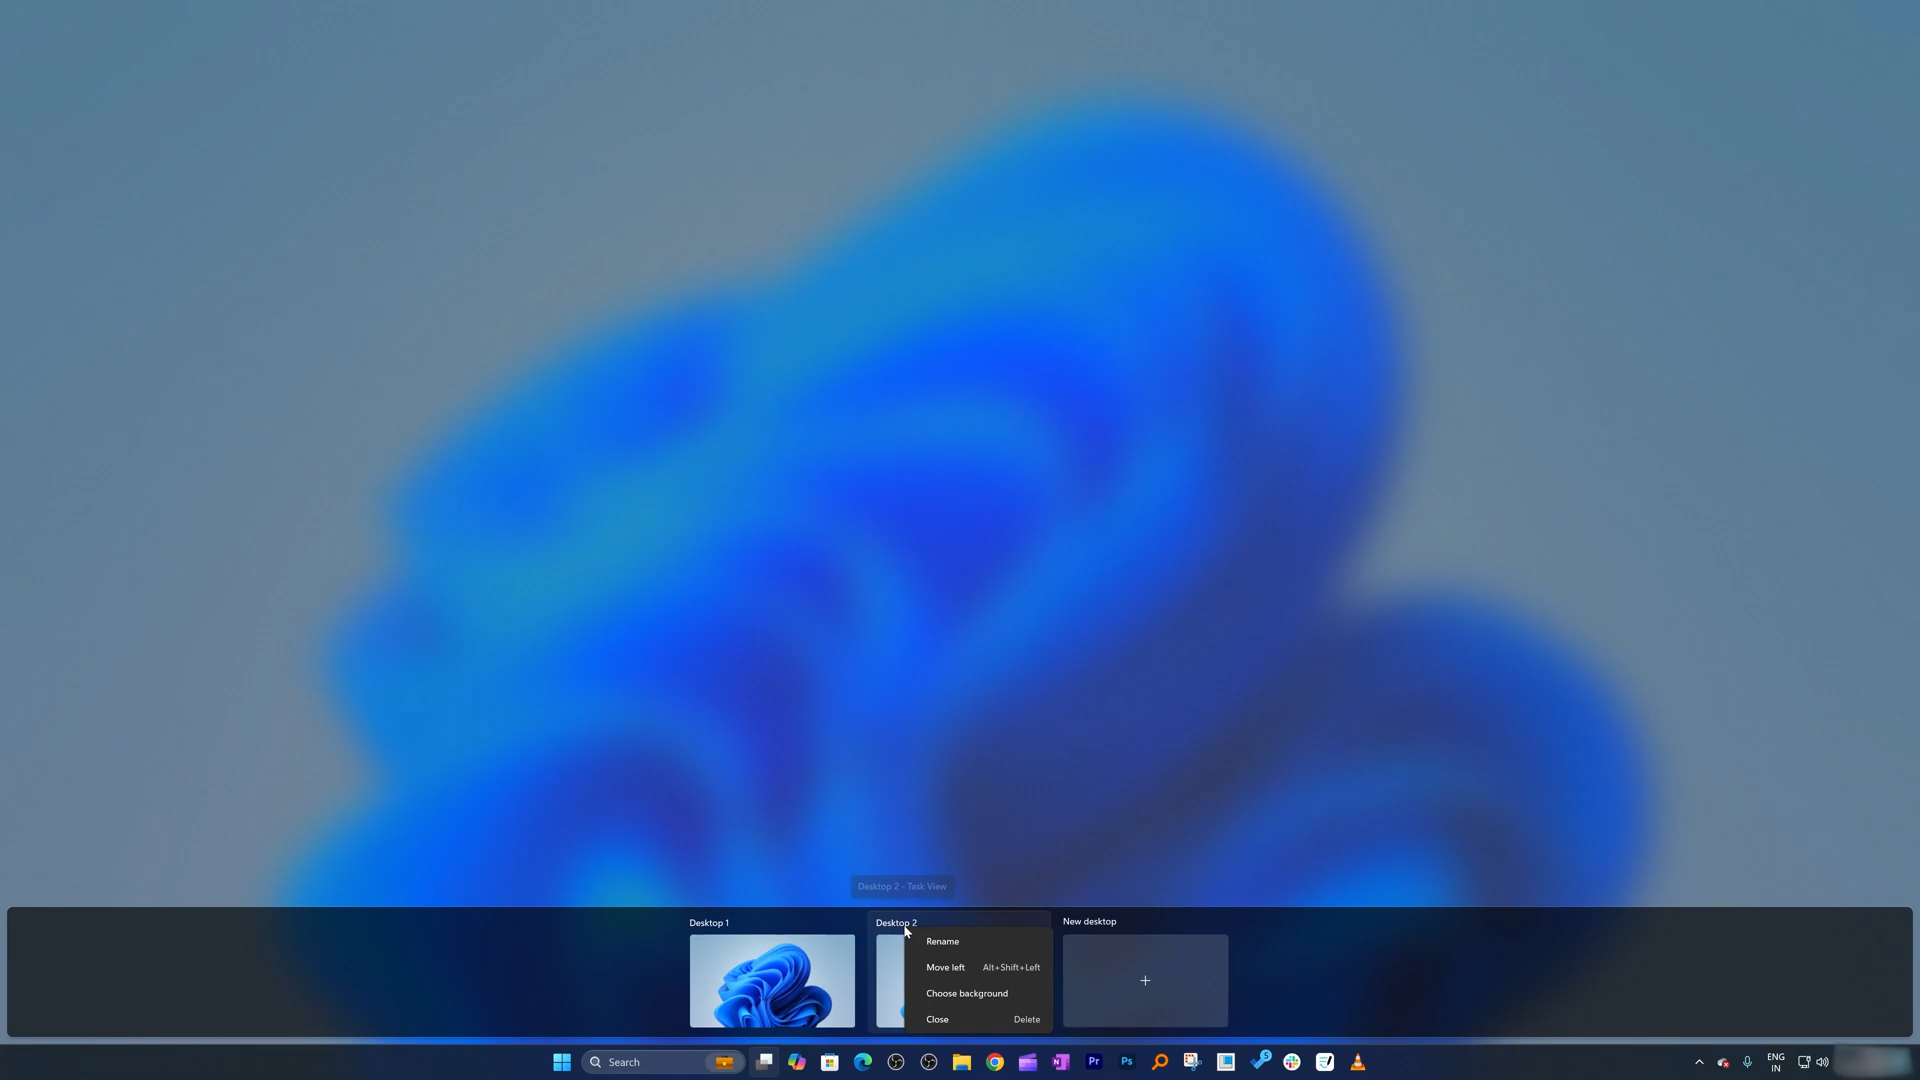 Desktop 2 - Task View
Desktop 1
Desktop 2
New desktop
Rename
Move left Alt+Shift+Left
Choose background
Close Delete
Search
N
Pr
Ps
5
ENG
IN